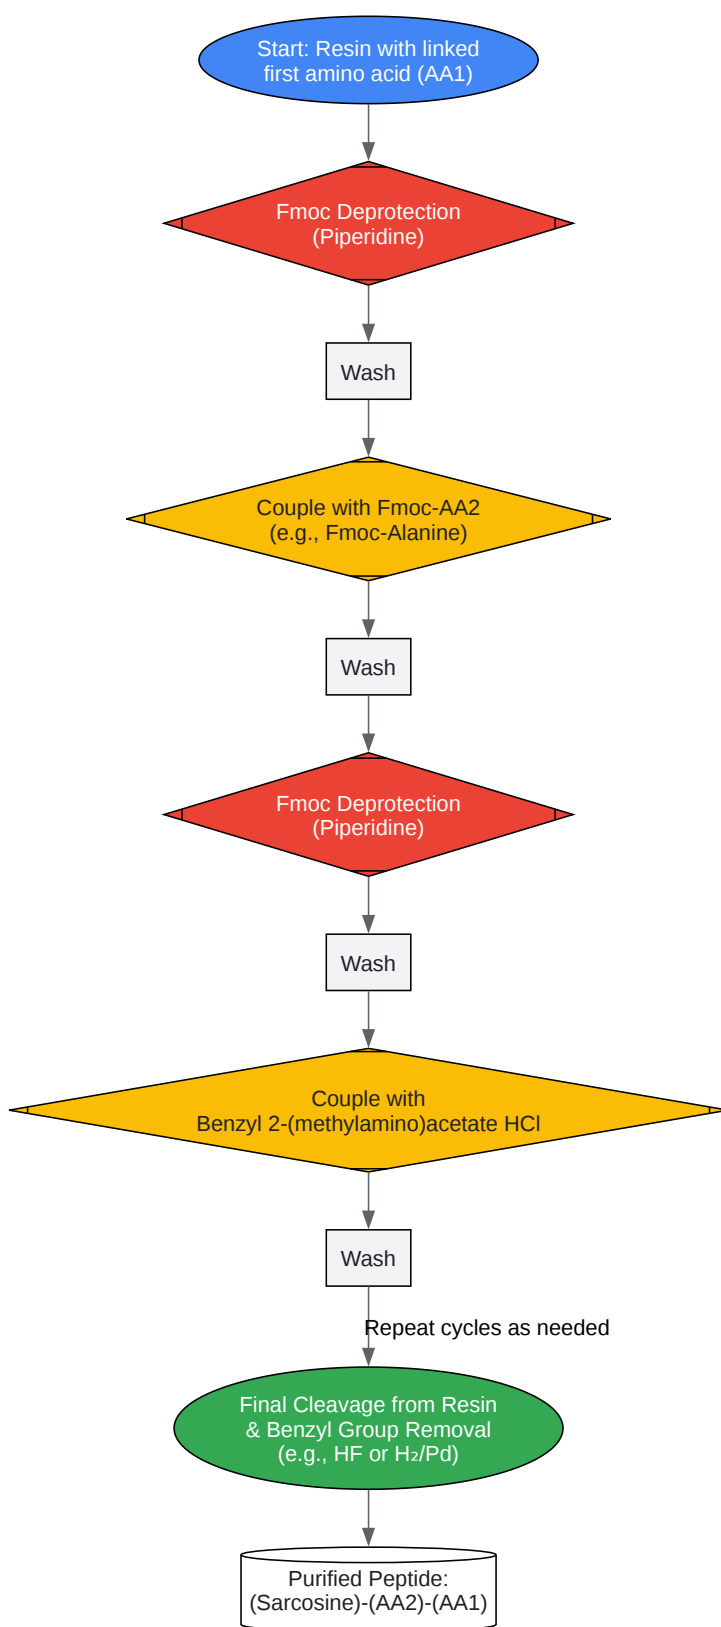 Start: Resin with linked
first amino acid (AA1)
Fmoc Deprotection
(Piperidine)
Wash
Couple with Fmoc-AA2
(e.g., Fmoc-Alanine)
Wash
Fmoc Deprotection
(Piperidine)
Wash
Couple with
Benzyl 2-(methylamino)acetate HCl
Wash
Repeat cycles as needed
Final Cleavage from Resin
& Benzyl Group Removal
(e.g., HF or H₂/Pd)
Purified Peptide:
(Sarcosine)-(AA2)-(AA1)